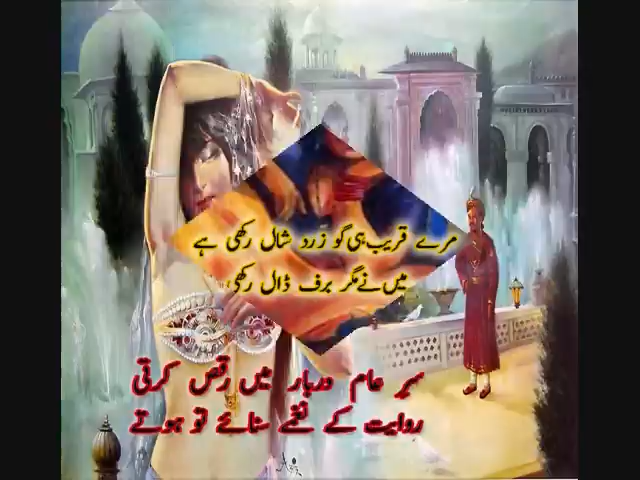 مرے قریب ہی گو زرد شال رکھی ہے
میں نے مگر برف ڈال رکھی
سرِ عام دربار میں رقص کرتی
روایت کے نغمے سنائے تو ہوتے